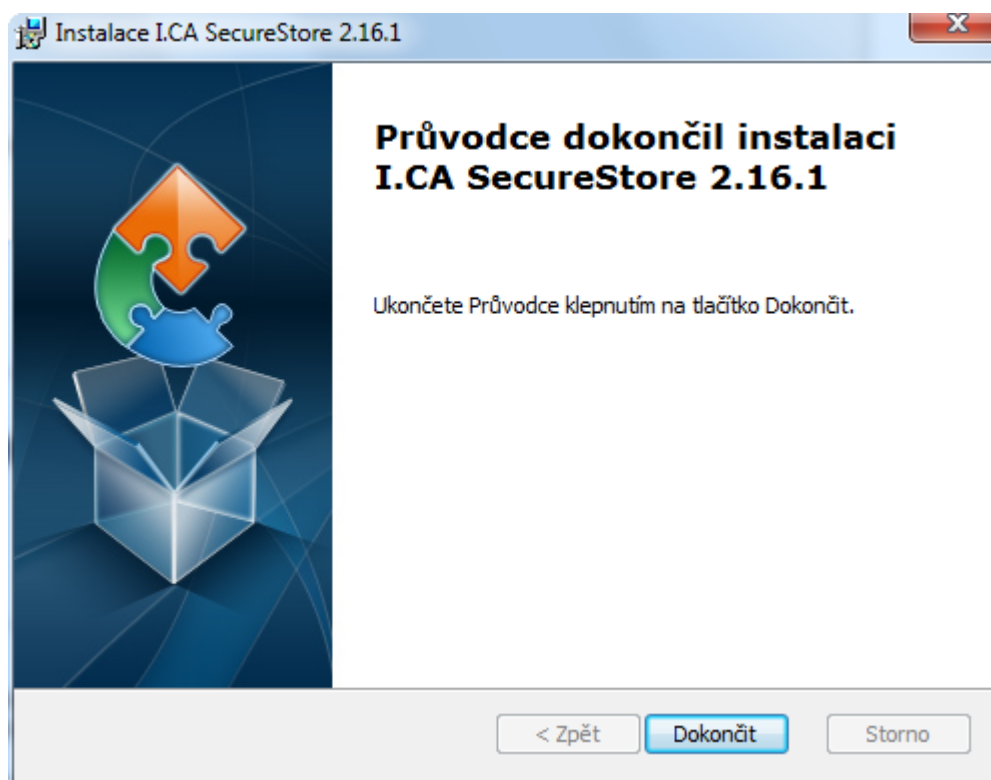 Instalace I.CA SecureStore 2.16.1
Průvodce dokončil instalaci
I.CA SecureStore 2.16.1
Ukončete Průvodce klepnutím na tlačítko Dokončit.
< Zpět
Dokončit
Storno